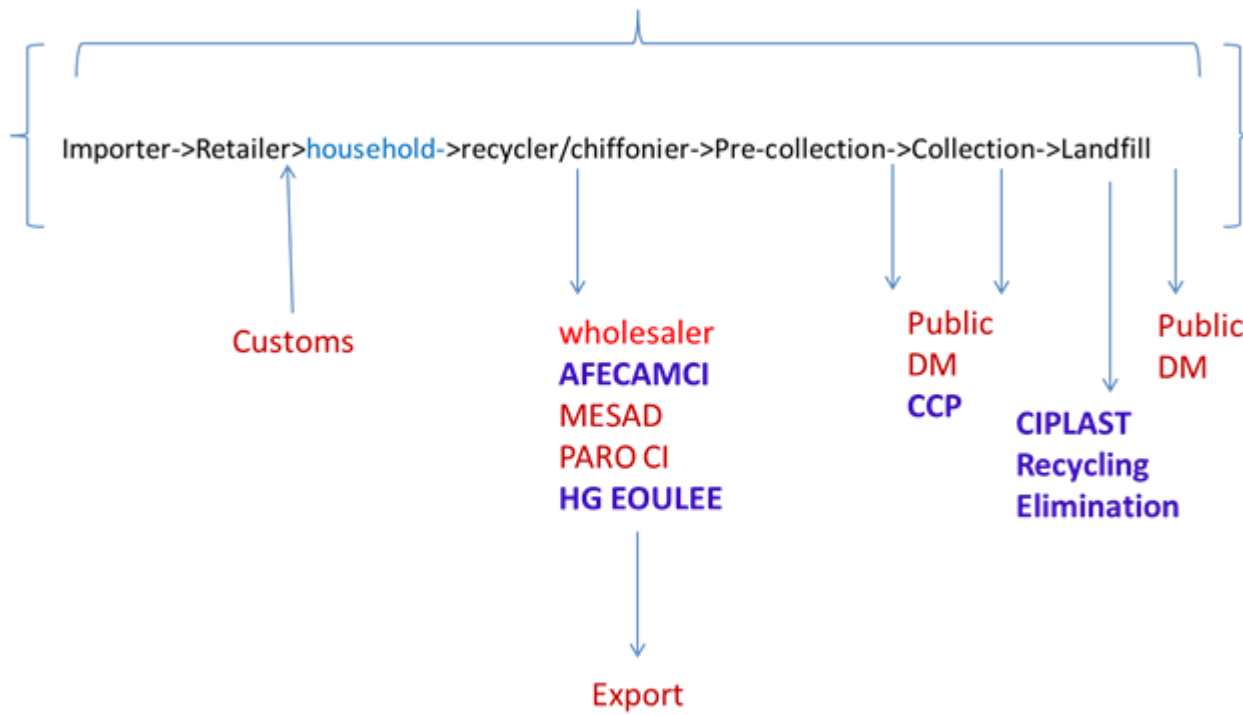 Importer->Retailer>household->recycler/chiffonier->Pre-collection->Collection->Landfill
Customs
wholesaler
AFECAMCI
MESAD
PARO CI
HG EOULEE
Public
DM
CCP
CIPLAST
Recycling
Elimination
Public
DM
Export